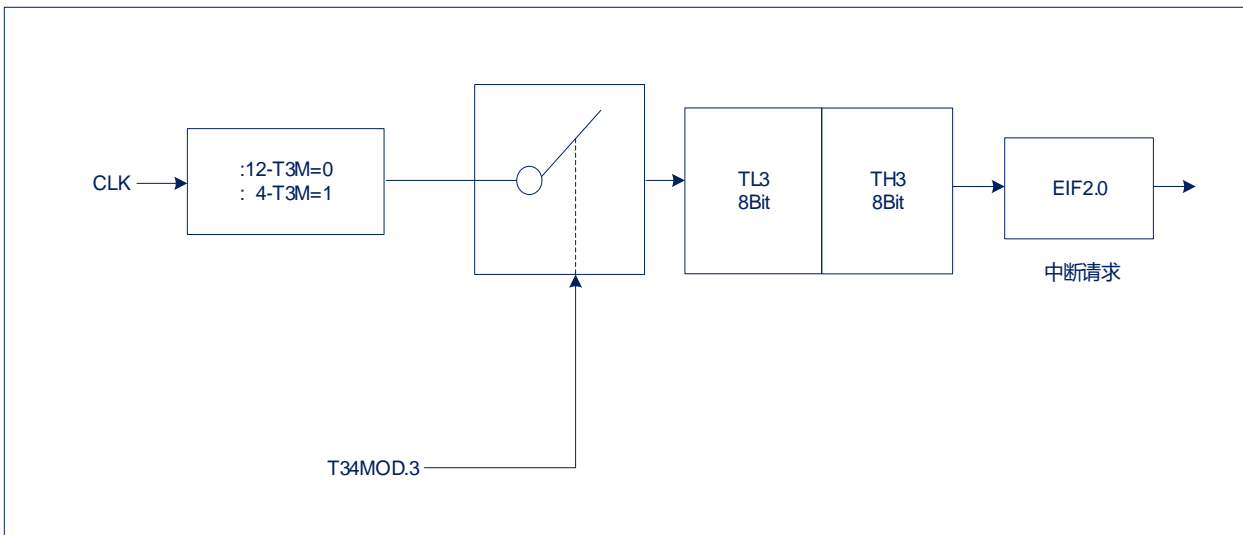 CLK
:12-T3M=0
: 4-T3M=1
TL3
8Bit
TH3
8Bit
EIF2.0
中断请求
T34MOD.3